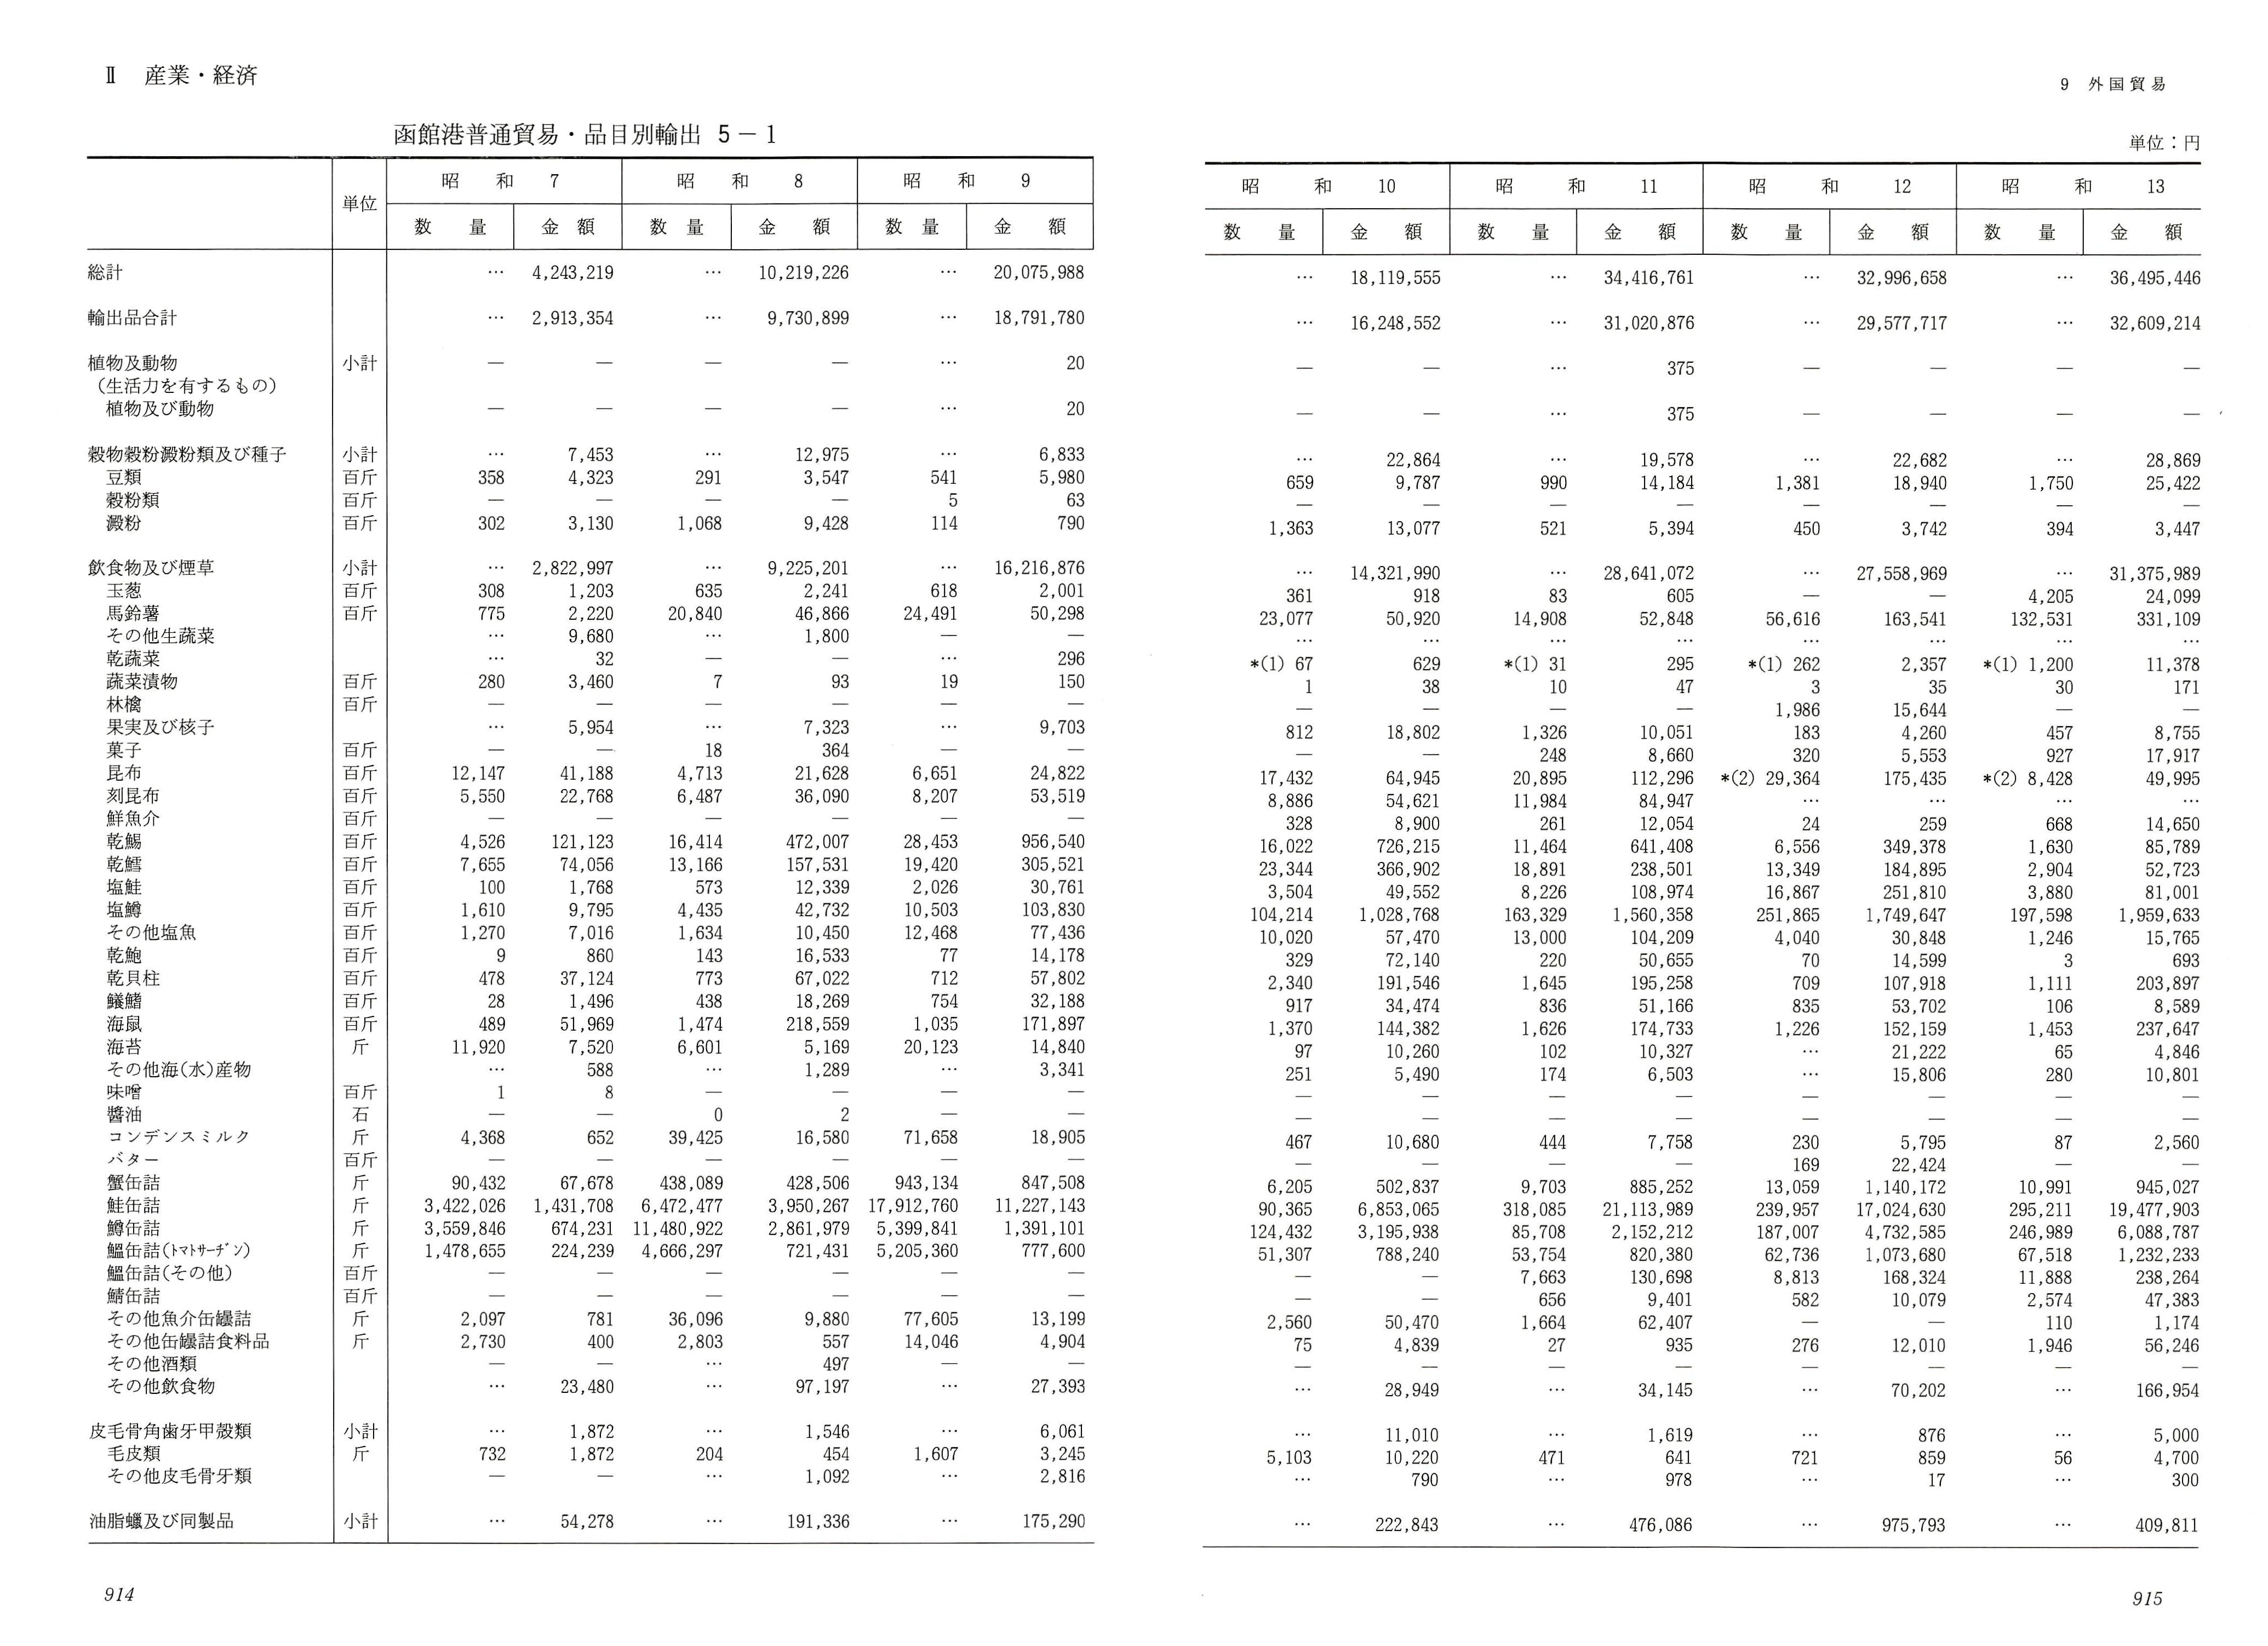 Ⅱ 産業・経済
函館港普通貿易・品目別輸出 5－1
単位 昭和7 昭和8 昭和9
数量 金額 数量 金額 数量 金額
総計 … 4,243,219 … 10,219,226 … 20,075,988
輸出品合計 … 2,913,354 … 9,730,899 … 18,791,780
植物及動物 小計 — — — — … 20
（生活力を有するもの）
植物及び動物 — — — — … 20
穀物穀粉澱粉類及び種子 小計 … 7,453 … 12,975 … 6,833
豆類 百斤 358 4,323 291 3,547 541 5,980
穀粉類 百斤 — — — — 5 63
澱粉 百斤 302 3,130 1,068 9,428 114 790
飲食物及び煙草 小計 … 2,822,997 … 9,225,201 … 16,216,876
玉葱 百斤 308 1,203 635 2,241 618 2,001
馬鈴薯 百斤 775 2,220 20,840 46,866 24,491 50,298
その他生蔬菜 … 9,680 … 1,800 — —
乾蔬菜 … 32 — — … 296
蔬菜漬物 百斤 280 3,460 7 93 19 150
林檎 百斤 — — — — — —
果実及び核子 … 5,954 … 7,323 … 9,703
菓子 百斤 — — 18 364 — —
昆布 百斤 12,147 41,188 4,713 21,628 6,651 24,822
刻昆布 百斤 5,550 22,768 6,487 36,090 8,207 53,519
鮮魚介 百斤 — — — — — —
乾鯣 百斤 4,526 121,123 16,414 472,007 28,453 956,540
乾鱈 百斤 7,655 74,056 13,166 157,531 19,420 305,521
塩鮭 百斤 100 1,768 573 12,339 2,026 30,761
塩鱒 百斤 1,610 9,795 4,435 42,732 10,503 103,830
その他塩魚 百斤 1,270 7,016 1,634 10,450 12,468 77,436
乾鮑 百斤 9 860 143 16,533 77 14,178
乾貝柱 百斤 478 37,124 773 67,022 712 57,802
鱶鰭 百斤 28 1,496 438 18,269 754 32,188
海鼠 百斤 489 51,969 1,474 218,559 1,035 171,897
海苔 斤 11,920 7,520 6,601 5,169 20,123 14,840
その他海(水)産物 … 588 … 1,289 … 3,341
味噌 百斤 1 8 — — — —
醬油 石 — — 0 2 — —
コンデンスミルク 斤 4,368 652 39,425 16,580 71,658 18,905
バター 百斤 — — — — — —
蟹缶詰 斤 90,432 67,678 438,089 428,506 943,134 847,508
鮭缶詰 斤 3,422,026 1,431,708 6,472,477 3,950,267 17,912,760 11,227,143
鱒缶詰 斤 3,559,846 674,231 11,480,922 2,861,979 5,399,841 1,391,101
鰮缶詰(ﾄﾏﾄｻｰﾃﾞﾝ) 斤 1,478,655 224,239 4,666,297 721,431 5,205,360 777,600
鰮缶詰(その他) 百斤 — — — — — —
鯖缶詰 百斤 — — — — — —
その他魚介缶罎詰 斤 2,097 781 36,096 9,880 77,605 13,199
その他缶罎詰食料品 斤 2,730 400 2,803 557 14,046 4,904
その他酒類 — — … 497 — —
その他飲食物 … 23,480 … 97,197 … 27,393
皮毛骨角歯牙甲殻類 小計 … 1,872 … 1,546 … 6,061
毛皮類 斤 732 1,872 204 454 1,607 3,245
その他皮毛骨牙類 — — … 1,092 … 2,816
油脂蠟及び同製品 小計 … 54,278 … 191,336 … 175,290
914
9 外国貿易
単位：円
昭和10 昭和11 昭和12 昭和13
数量 金額 数量 金額 数量 金額 数量 金額
… 18,119,555 … 34,416,761 … 32,996,658 … 36,495,446
… 16,248,552 … 31,020,876 … 29,577,717 … 32,609,214
— — … 375 — — — —
— — … 375 — — — —
… 22,864 … 19,578 … 22,682 … 28,869
659 9,787 990 14,184 1,381 18,940 1,750 25,422
— — — — — — — —
1,363 13,077 521 5,394 450 3,742 394 3,447
… 14,321,990 … 28,641,072 … 27,558,969 … 31,375,989
361 918 83 605 — — 4,205 24,099
23,077 50,920 14,908 52,848 56,616 163,541 132,531 331,109
… … … … … … … …
*(1) 67 629 *(1) 31 295 *(1) 262 2,357 *(1) 1,200 11,378
1 38 10 47 3 35 30 171
— — — — 1,986 15,644 — —
812 18,802 1,326 10,051 183 4,260 457 8,755
— — 248 8,660 320 5,553 927 17,917
17,432 64,945 20,895 112,296 *(2) 29,364 175,435 *(2) 8,428 49,995
8,886 54,621 11,984 84,947 … … … …
328 8,900 261 12,054 24 259 668 14,650
16,022 726,215 11,464 641,408 6,556 349,378 1,630 85,789
23,344 366,902 18,891 238,501 13,349 184,895 2,904 52,723
3,504 49,552 8,226 108,974 16,867 251,810 3,880 81,001
104,214 1,028,768 163,329 1,560,358 251,865 1,749,647 197,598 1,959,633
10,020 57,470 13,000 104,209 4,040 30,848 1,246 15,765
329 72,140 220 50,655 70 14,599 3 693
2,340 191,546 1,645 195,258 709 107,918 1,111 203,897
917 34,474 836 51,166 835 53,702 106 8,589
1,370 144,382 1,626 174,733 1,226 152,159 1,453 237,647
97 10,260 102 10,327 … 21,222 65 4,846
251 5,490 174 6,503 … 15,806 280 10,801
— — — — — — — —
— — — — — — — —
467 10,680 444 7,758 230 5,795 87 2,560
— — — — 169 22,424 — —
6,205 502,837 9,703 885,252 13,059 1,140,172 10,991 945,027
90,365 6,853,065 318,085 21,113,989 239,957 17,024,630 295,211 19,477,903
124,432 3,195,938 85,708 2,152,212 187,007 4,732,585 246,989 6,088,787
51,307 788,240 53,754 820,380 62,736 1,073,680 67,518 1,232,233
— — 7,663 130,698 8,813 168,324 11,888 238,264
— — 656 9,401 582 10,079 2,574 47,383
2,560 50,470 1,664 62,407 — — 110 1,174
75 4,839 27 935 276 12,010 1,946 56,246
— — — — — — — —
… 28,949 … 34,145 … 70,202 … 166,954
… 11,010 … 1,619 … 876 … 5,000
5,103 10,220 471 641 721 859 56 4,700
… 790 … 978 … 17 … 300
… 222,843 … 476,086 … 975,793 … 409,811
915